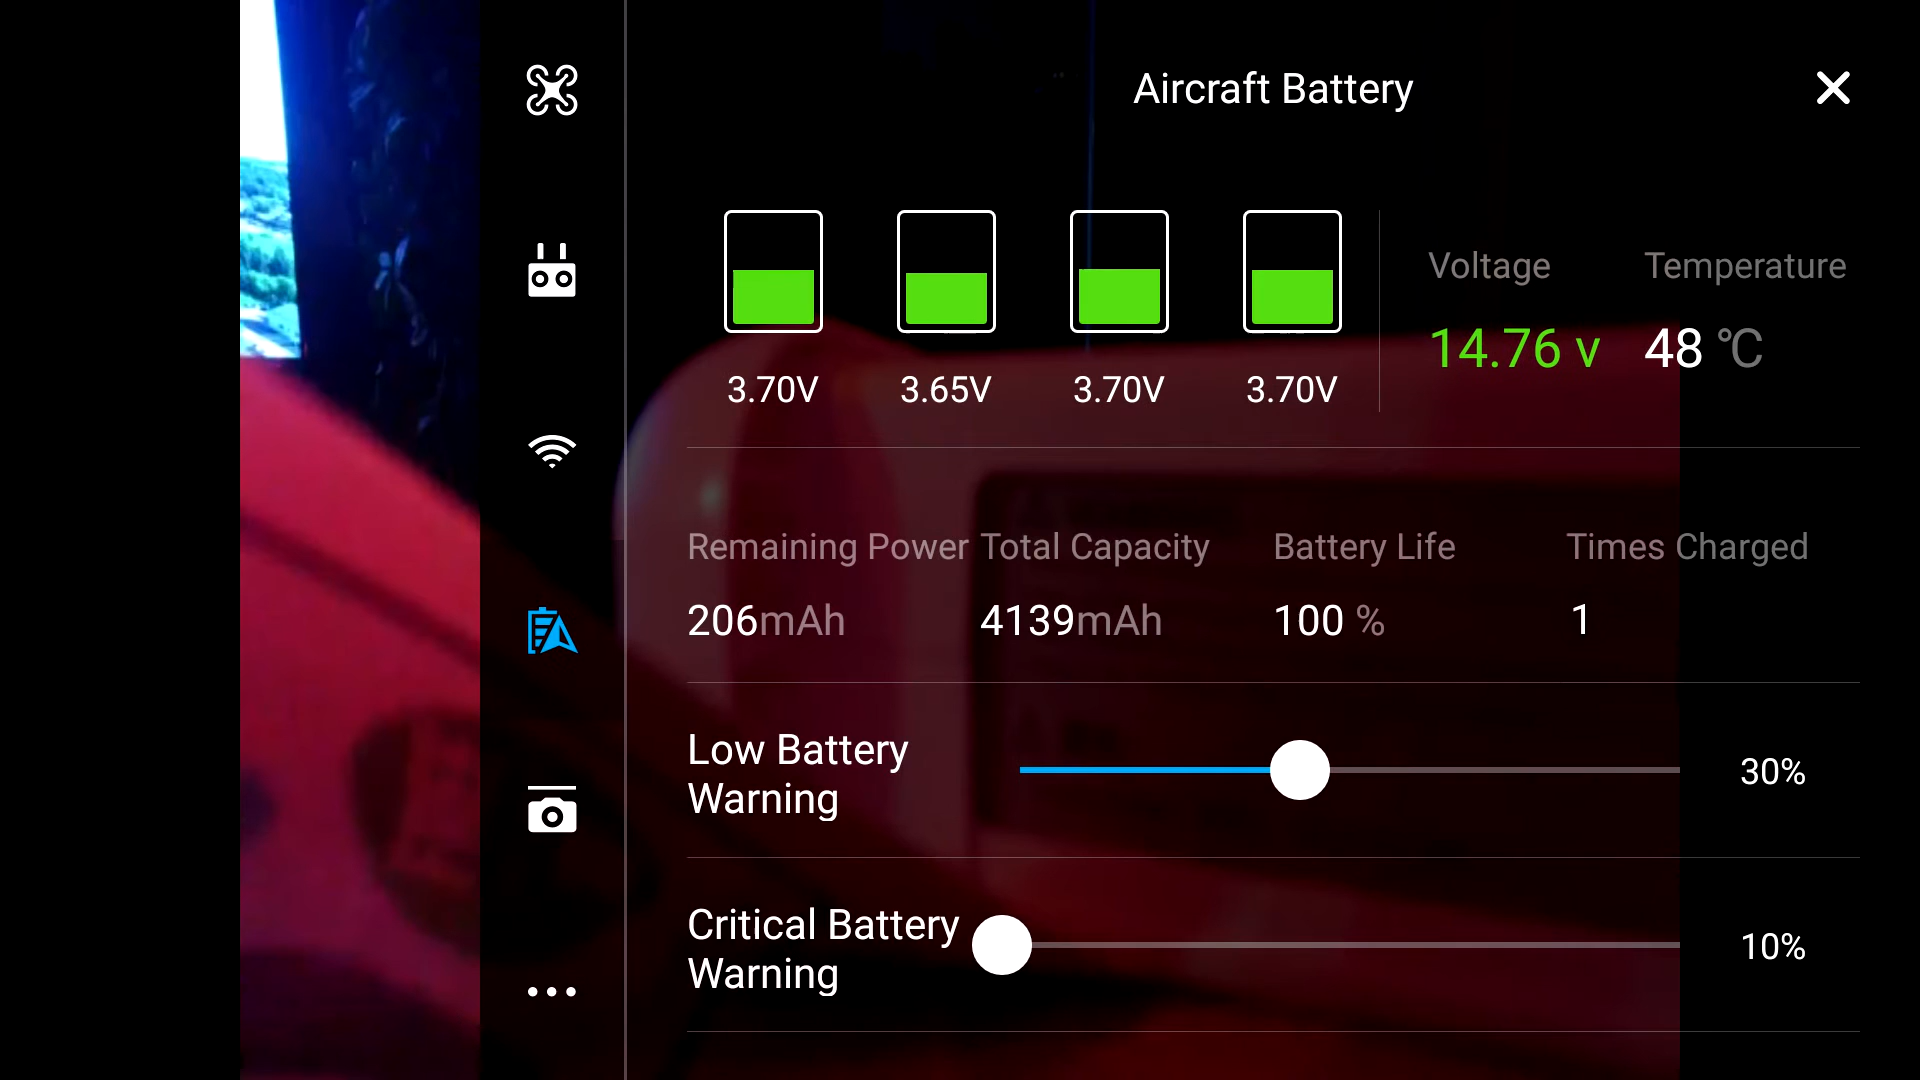 Aircraft Battery
Voltage Temperature
14.76 v 48 °C
3.70V 3.65V 3.70V 3.70V
Remaining Power Total Capacity Battery Life Times Charged
206mAh 4139mAh 100 % 1
Low Battery
Warning
30%
Critical Battery
Warning
10%